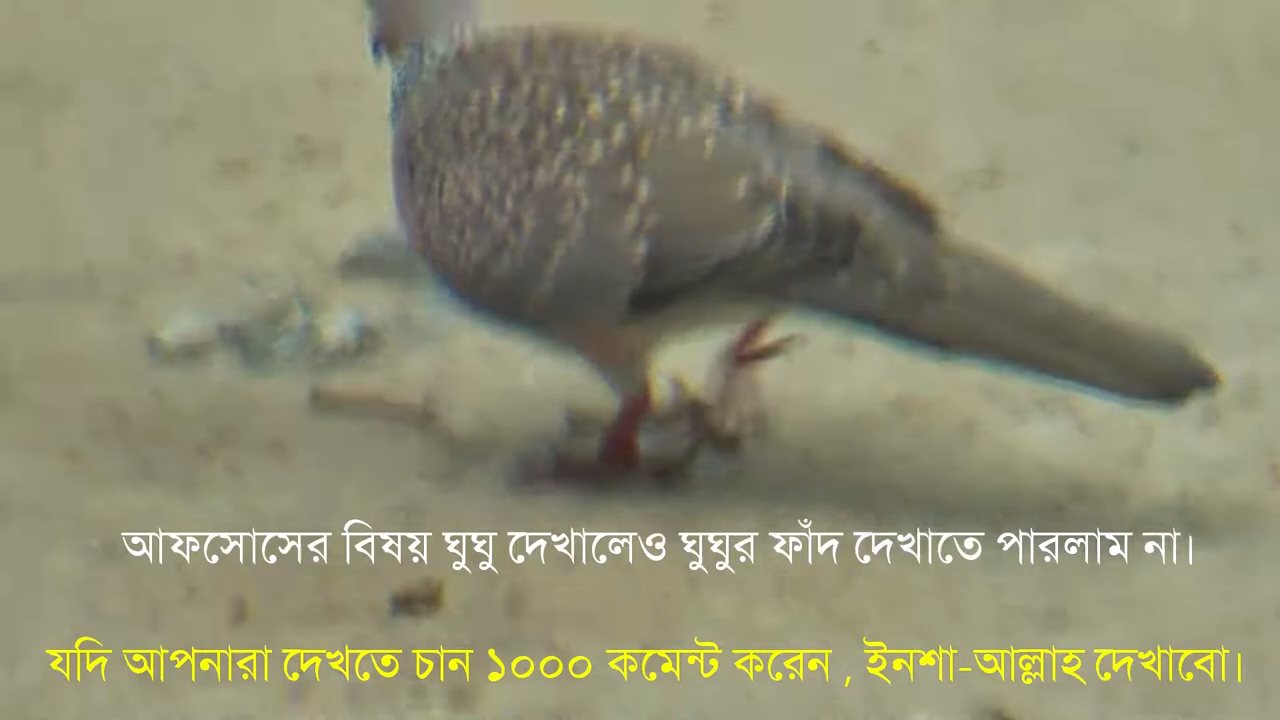 আফসোসের বিষয় ঘুঘু দেখালেও ঘুঘুর ফাঁদ দেখাতে পারলাম না।
যদি আপনারা দেখতে চান ১০০০ কমেন্ট করেন , ইনশা-আল্লাহ দেখাবো।